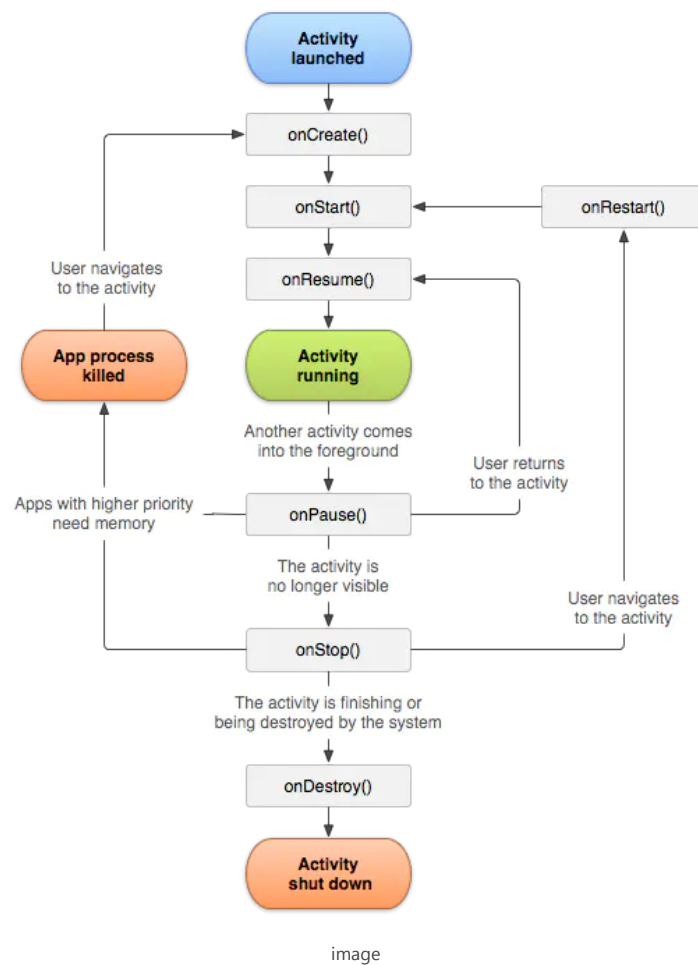 Activity
launched
onCreate()
onStart()
onRestart()
User navigates
to the activity
onResume()
App process
killed
Activity
running
Another activity comes
into the foreground
User returns
to the activity
Apps with higher priority
need memory
onPause()
The activity is
no longer visible
User navigates
to the activity
onStop()
The activity is finishing or
being destroyed by the system
onDestroy()
Activity
shut down
image